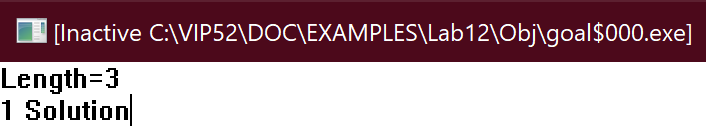 [Inactive C:\VIP52\DOC\EXAMPLES\Lab12\Obj\goal$000.exe]
Length=3
1 Solution